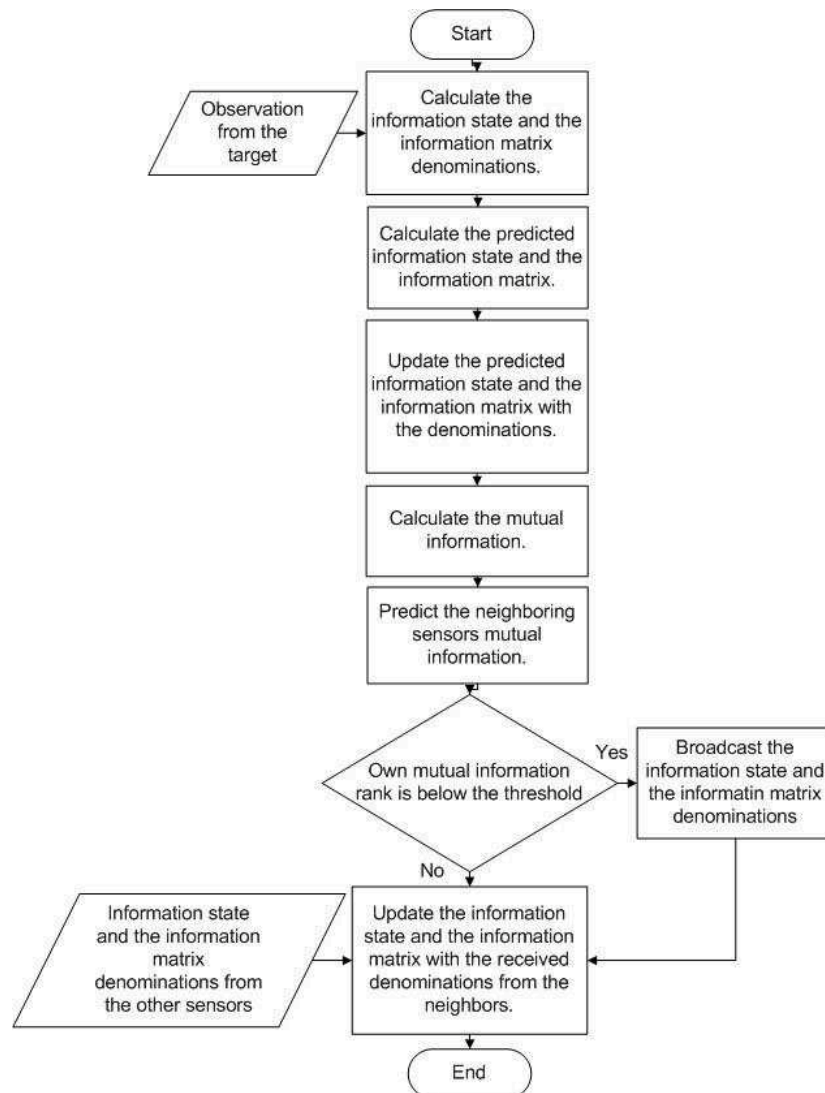 Start
Observation
from the
target
Calculate the
information state and the
information matrix
denominations.
Calculate the predicted
information state and the
information matrix.
Update the predicted
information state and the
information matrix with
the denominations.
Calculate the mutual
information.
Predict the neighboring
sensors mutual
information.
Own mutual information
rank is below the threshold
Yes
Broadcast the
information state and
the informatin matrix
denominations
No
Information state
and the information
matrix
denominations from
the other sensors
Update the information
state and the information
matrix with the received
denominations from the
neighbors.
End